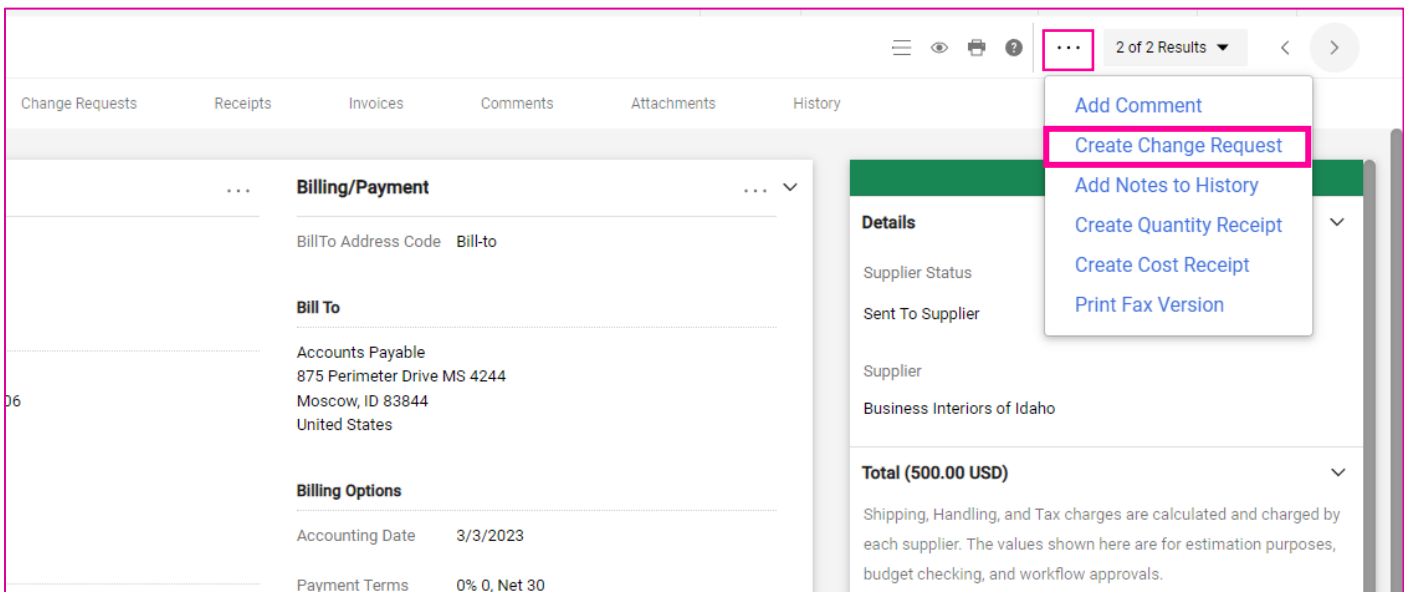 ... 2 of 2 Results
Change Requests Receipts Invoices Comments Attachments History
Add Comment
Create Change Request
Add Notes to History
Create Quantity Receipt
Create Cost Receipt
Print Fax Version
06
... Billing/Payment ...
BillTo Address Code Bill-to
Bill To
Accounts Payable
875 Perimeter Drive MS 4244
Moscow, ID 83844
United States
Billing Options
Accounting Date 3/3/2023
Payment Terms 0% 0, Net 30
Details
Supplier Status
Sent To Supplier
Supplier
Business Interiors of Idaho
Total (500.00 USD)
Shipping, Handling, and Tax charges are calculated and charged by
each supplier. The values shown here are for estimation purposes,
budget checking, and workflow approvals.